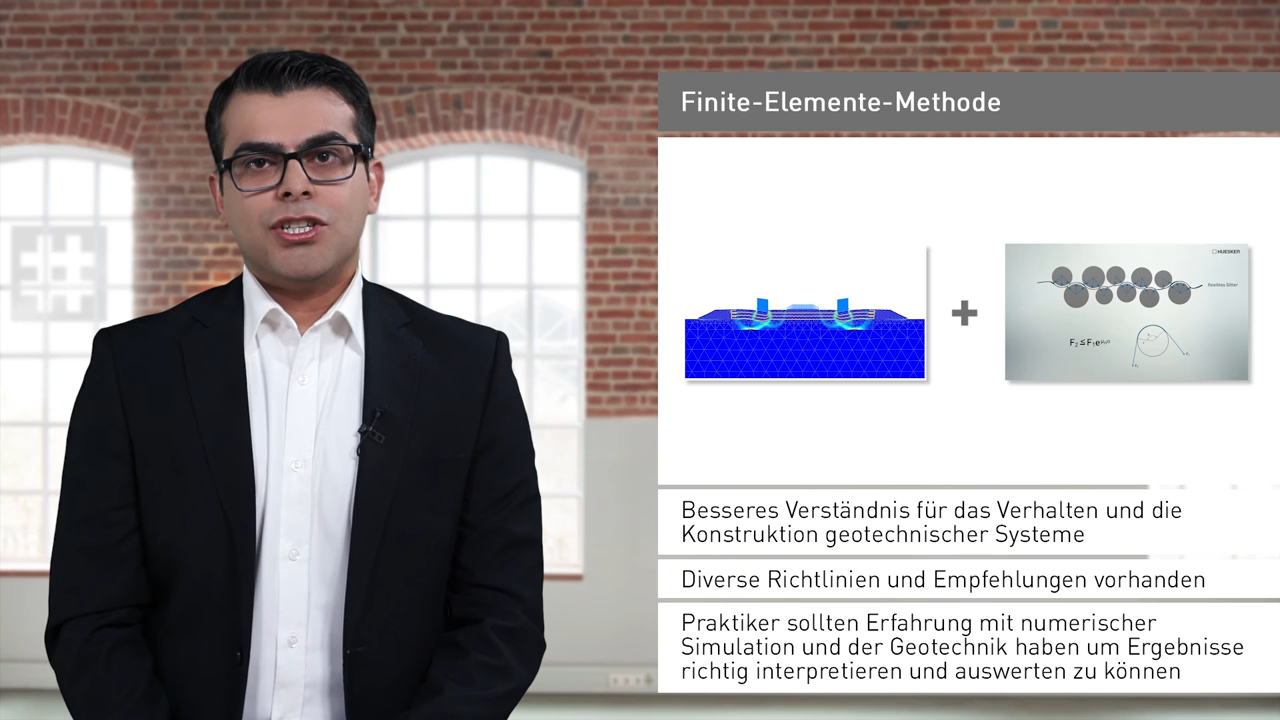 Finite-Elemente-Methode
HUESKER
flexibles Gitter
F₂ ≤ F₁e^μα
Besseres Verständnis für das Verhalten und die
Konstruktion geotechnischer Systeme
Diverse Richtlinien und Empfehlungen vorhanden
Praktiker sollten Erfahrung mit numerischer
Simulation und der Geotechnik haben um Ergebnisse
richtig interpretieren und auswerten zu können